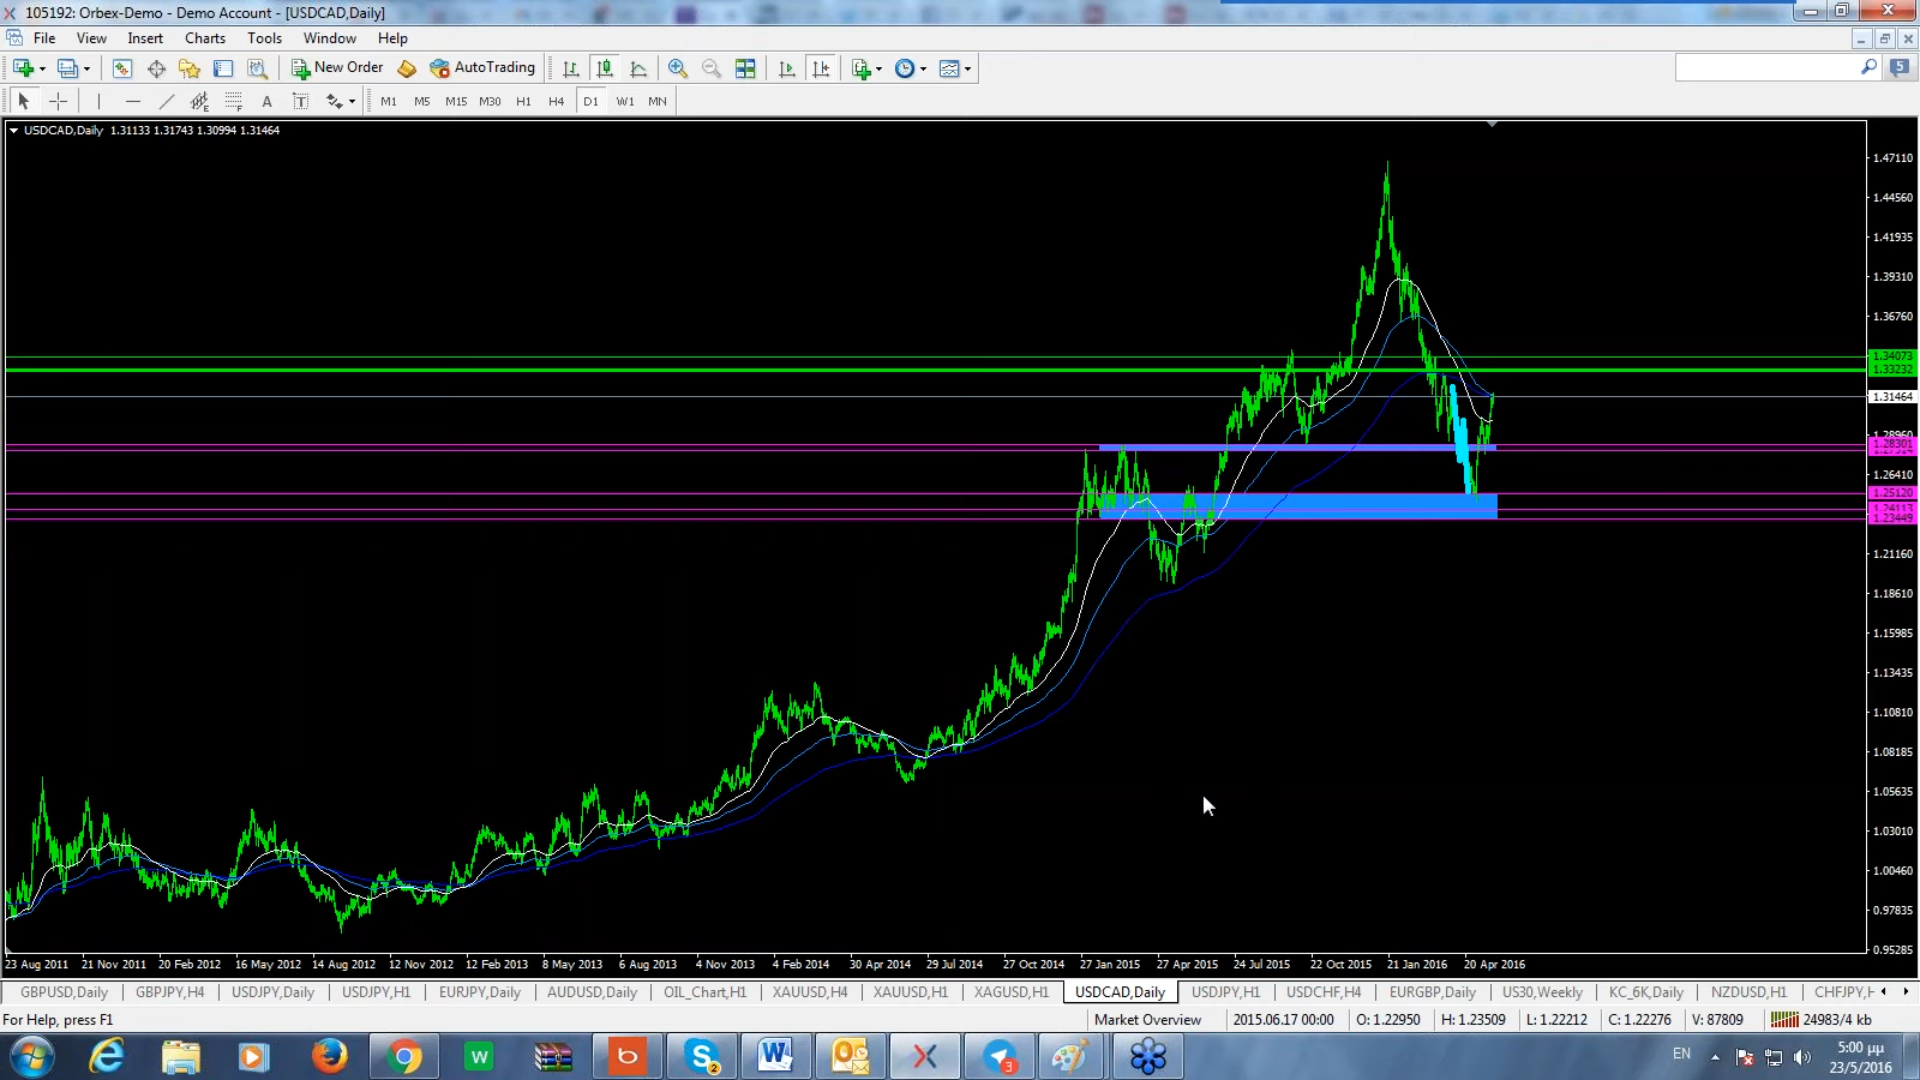 105192: Orbex-Demo - Demo Account - [USDCAD,Daily]
File View Insert Charts Tools Window Help
New Order AutoTrading 5
A T E F M1 M5 M15 M30 H1 H4 D1 W1 MN
USDCAD,Daily 1.31133 1.31743 1.30994 1.31464
1.47110
1.44560
1.41935
1.39310
1.36760
1.34073
1.33232
1.31464
1.28301
1.26410
1.25120
1.24113
1.23449
1.21160
1.18610
1.15985
1.13435
1.10810
1.08185
1.05635
1.03010
1.00460
0.97835
0.95285
23 Aug 2011 21 Nov 2011 20 Feb 2012 16 May 2012 14 Aug 2012 12 Nov 2012 12 Feb 2013 8 May 2013 6 Aug 2013 4 Nov 2013 4 Feb 2014 30 Apr 2014 29 Jul 2014 27 Oct 2014 27 Jan 2015 27 Apr 2015 24 Jul 2015 22 Oct 2015 21 Jan 2016 20 Apr 2016
GBPUSD,Daily GBPJPY,H4 USDJPY,Daily USDJPY,H1 EURJPY,Daily AUDUSD,Daily OIL_Chart,H1 XAUUSD,H4 XAUUSD,H1 XAGUSD,H1 USDCAD,Daily USDJPY,H1 USDCHF,H4 EURGBP,Daily US30,Weekly KC_6K,Daily NZDUSD,H1 CHFJPY,H
For Help, press F1 Market Overview 2015.06.17 00:00 O: 1.22950 H: 1.23509 L: 1.22212 C: 1.22276 V: 87809 24983/4 kb
W b S 2 W 3 EN 5:00 μμ
23/5/2016